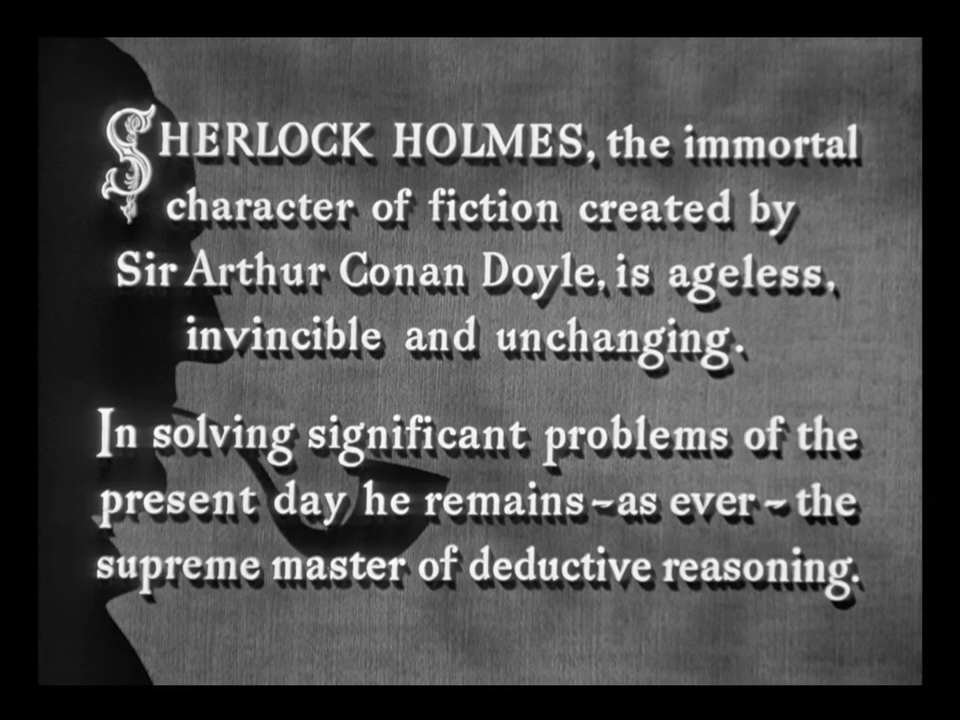 SHERLOCK HOLMES, the immortal
character of fiction created by
Sir Arthur Conan Doyle, is ageless,
invincible and unchanging.
In solving significant problems of the
present day he remains~as ever~the
supreme master of deductive reasoning.